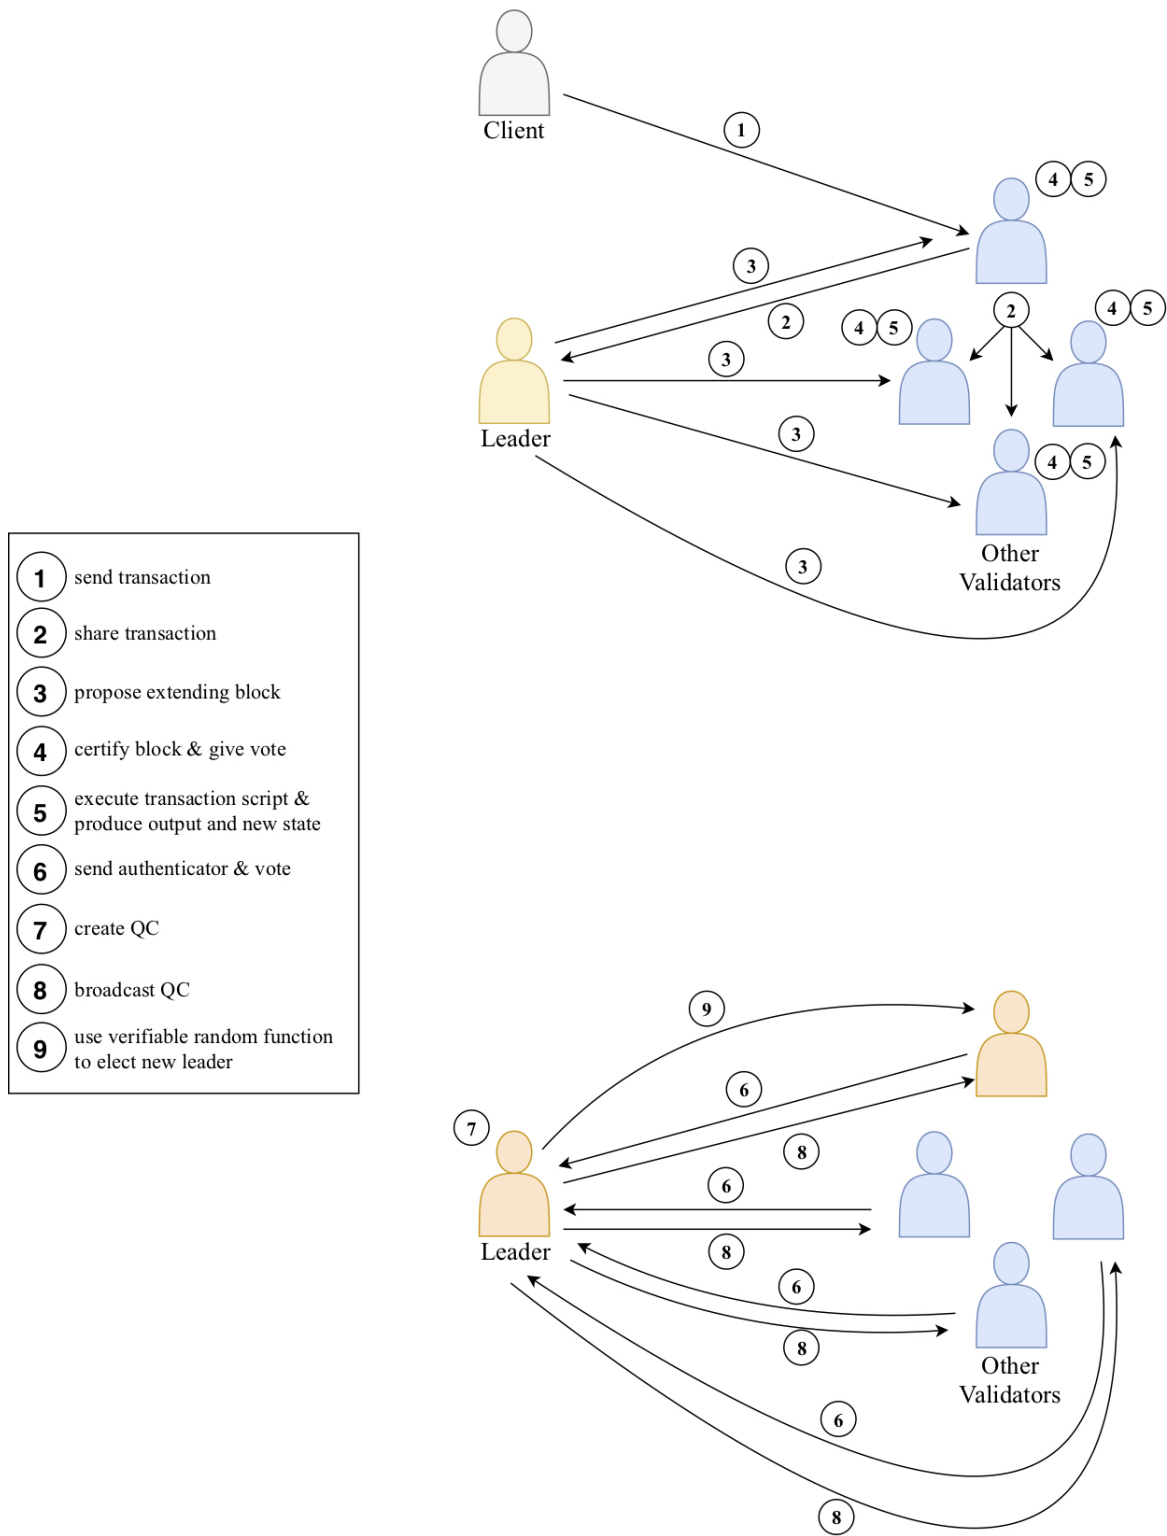 Client
1
4 5
3
2
2
4 5
4 5
3
Leader
3
4 5
Other
Validators
3
1 send transaction
2 share transaction
3 propose extending block
4 certify block & give vote
5 execute transaction script &
produce output and new state
6 send authenticator & vote
7 create QC
8 broadcast QC
9 use verifiable random function
to elect new leader
9
6
7
8
6
8
Leader
6
8
Other
Validators
6
8